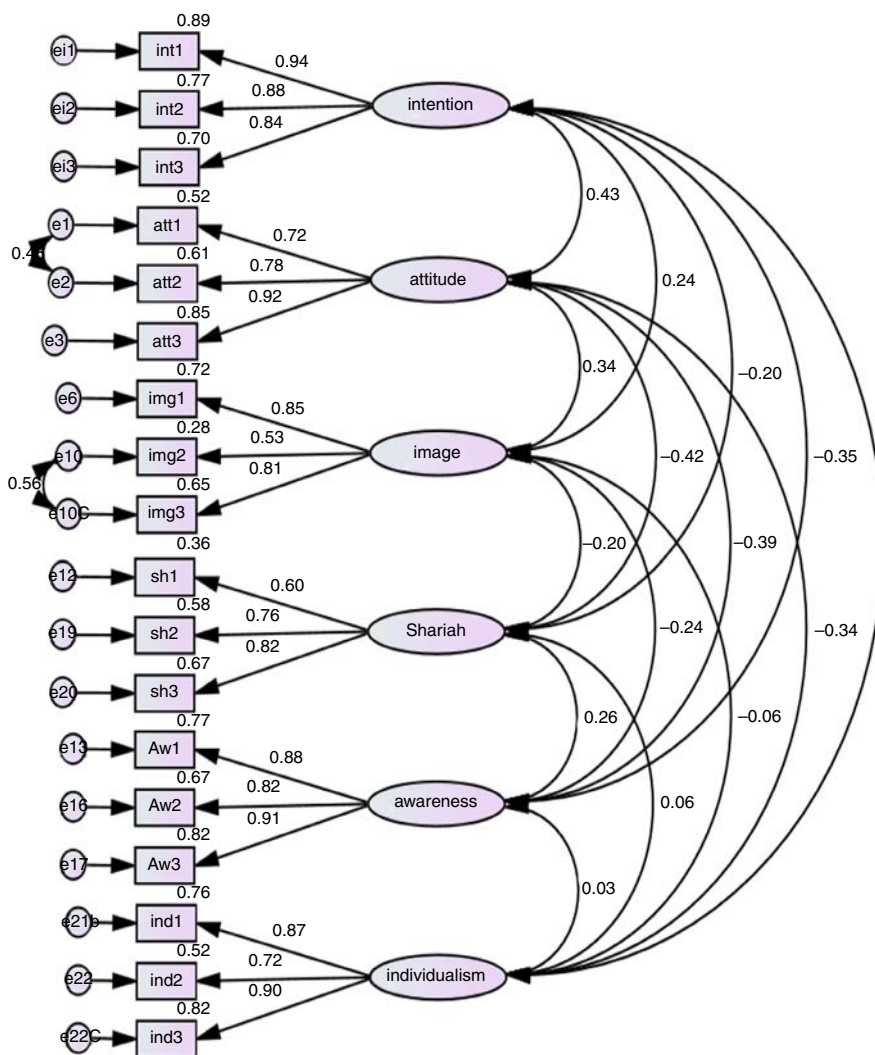 0.89
ei1
int1
0.94
intention
0.77
ei2
int2
0.88
0.84
0.70
ei3
int3
0.43
0.52
e1
att1
0.72
0.61
e2
att2
0.78
attitude
0.24
0.92
0.85
e3
att3
0.34
–0.20
0.72
e6
img1
0.85
0.28
e10
img2
0.53
image
–0.42
–0.35
0.81
0.56
0.65
e10C
img3
–0.20
–0.39
0.36
e12
sh1
0.60
0.58
e19
sh2
0.76
Shariah
–0.24
–0.34
0.82
0.67
e20
sh3
0.26
–0.06
0.77
e13
Aw1
0.88
0.67
e16
Aw2
0.82
awareness
0.06
0.91
0.82
e17
Aw3
0.03
0.76
e21b
ind1
0.87
0.52
e22
ind2
0.72
individualism
0.90
0.82
e22C
ind3